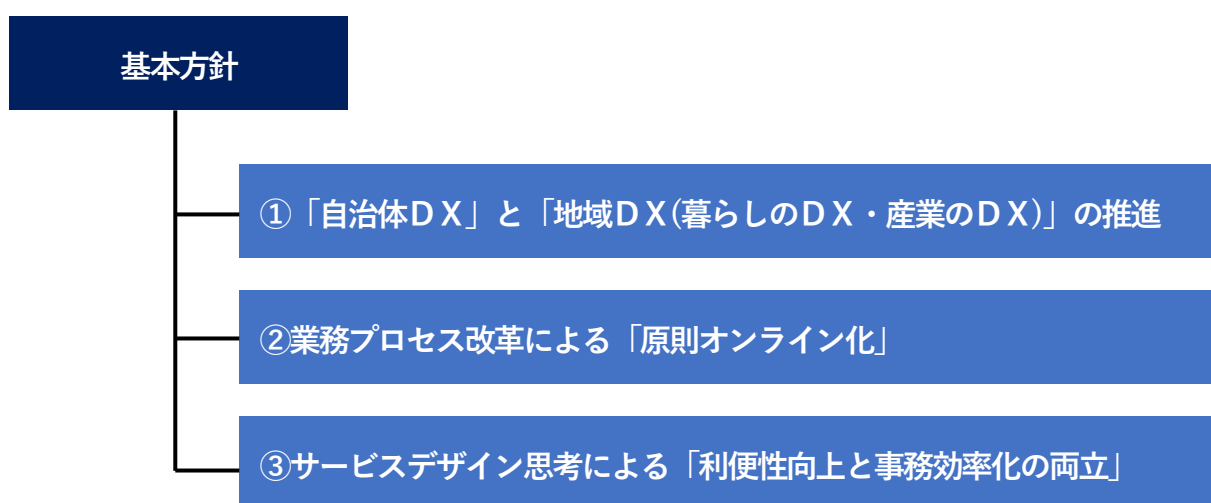 基本方針
①「自治体ＤＸ」と「地域ＤＸ(暮らしのＤＸ・産業のＤＸ)」の推進
②業務プロセス改革による「原則オンライン化」
③サービスデザイン思考による「利便性向上と事務効率化の両立」